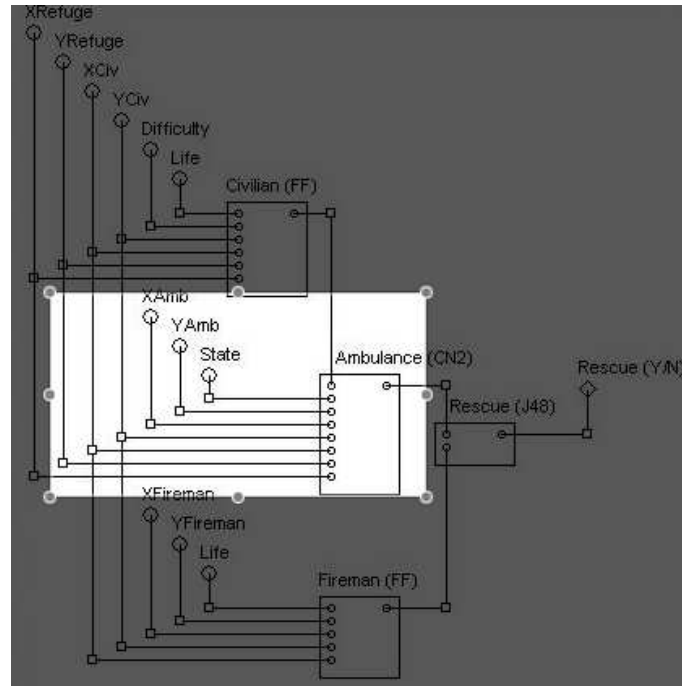 XRefuge
YRefuge
XCiv
YCiv
Difficulty
Life
Civilian (FF)
XAmb
YAmb
State
Ambulance (CN2)
Rescue (Y/N)
Rescue (J48)
XFireman
YFireman
Life
Fireman (FF)